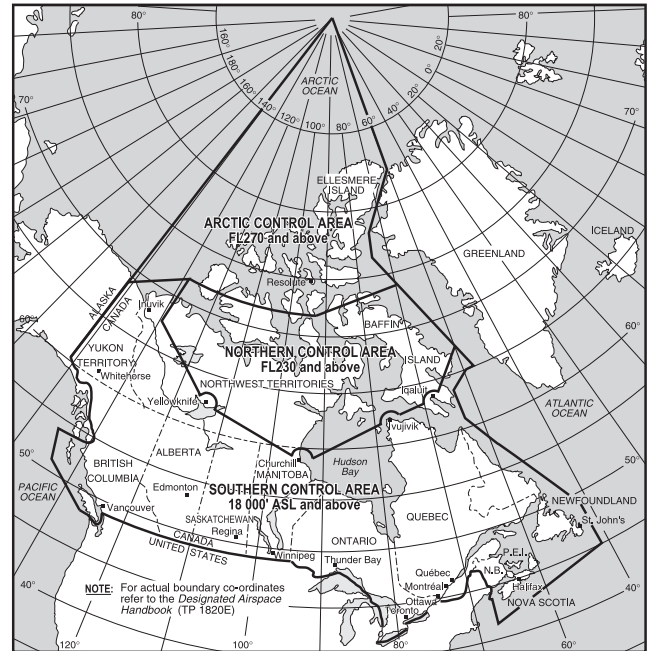 80°
80°
160°
180°
160°
140°
120°
100°
80°
60°
40°
20°
0°
20°
ARCTIC
OCEAN
70°
70°
ELLESMERE
ISLAND
ARCTIC CONTROL AREA
FL270 and above
ICELAND
GREENLAND
Resolute
ALASKA
CANADA
Inuvik
BAFFIN
ISLAND
60°
60°
YUKON
TERRITORY
Whitehorse
NORTHERN CONTROL AREA
FL230 and above
NORTHWEST TERRITORIES
Iqaluit
Yellowknife
ATLANTIC
OCEAN
Ivujivik
50°
50°
ALBERTA
BRITISH
COLUMBIA
Churchill
MANITOBA
Hudson
Bay
PACIFIC
OCEAN
Edmonton
SOUTHERN CONTROL AREA
18 000' ASL and above
NEWFOUNDLAND
St. John's
Vancouver
SASKATCHEWAN
Regina
QUEBEC
ONTARIO
CANADA
UNITED STATES
Winnipeg
Thunder Bay
P.E.I.
N.B.
Québec
Montréal
Ottawa
Toronto
Halifax
NOVA SCOTIA
40°
40°
NOTE: For actual boundary co-ordinates
refer to the Designated Airspace
Handbook (TP 1820E)
120°
100°
80°
60°